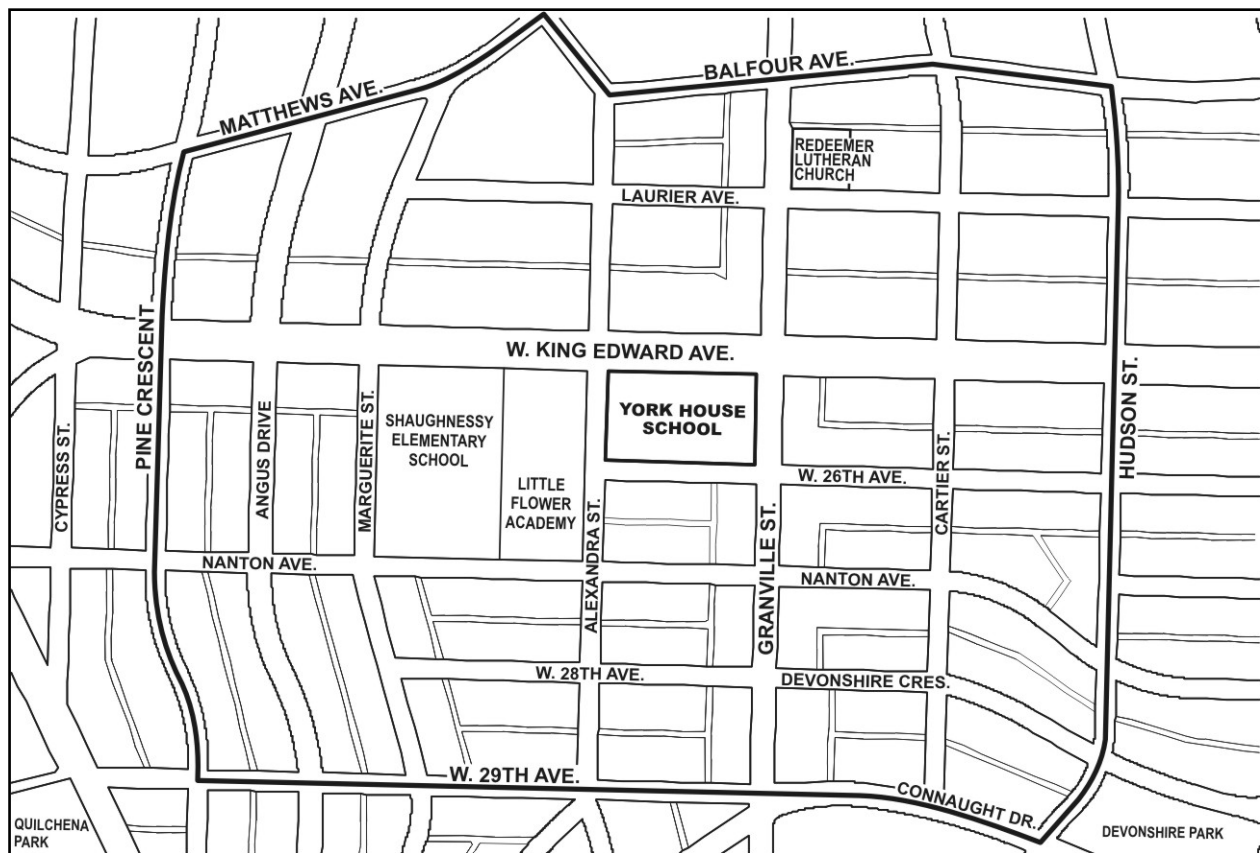 MATTHEWS AVE.
BALFOUR AVE.
REDEEMER
LUTHERAN
CHURCH
LAURIER AVE.
PINE CRESCENT
W. KING EDWARD AVE.
HUDSON ST.
CYPRESS ST.
ANGUS DRIVE
MARGUERITE ST.
SHAUGHNESSY
ELEMENTARY
SCHOOL
LITTLE
FLOWER
ACADEMY
YORK HOUSE
SCHOOL
W. 26TH AVE.
CARTIER ST.
ALEXANDRA ST.
GRANVILLE ST.
NANTON AVE.
NANTON AVE.
W. 28TH AVE.
DEVONSHIRE CRES.
W. 29TH AVE.
CONNAUGHT DR.
QUILCHENA
PARK
DEVONSHIRE PARK